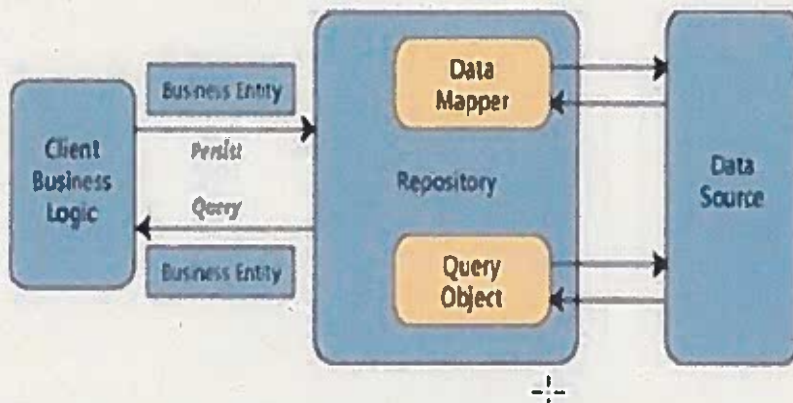 Client
Business
Logic
Business Entity
Persist
Query
Business Entity
Data
Mapper
Repository
Query
Object
Data
Source